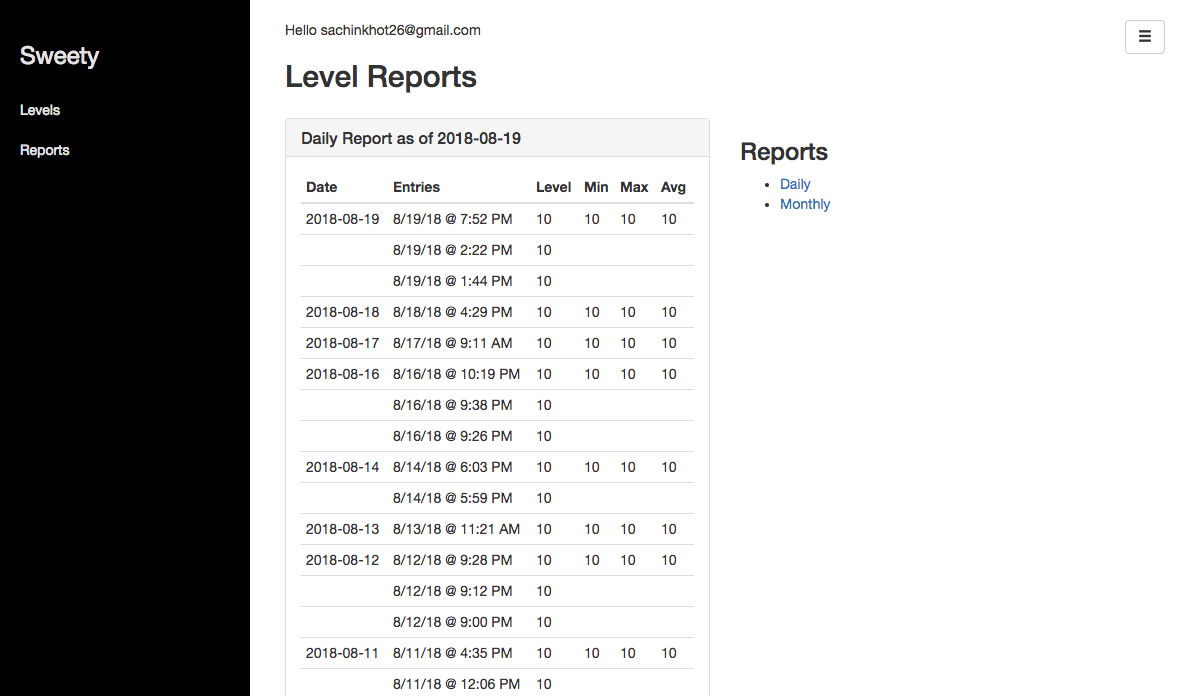 Sweety
Levels
Reports
Hello sachinkhot26@gmail.com
Level Reports
Daily Report as of 2018-08-19
Date Entries Level Min Max Avg
2018-08-19 8/19/18 @ 7:52 PM 10 10 10 10
8/19/18 @ 2:22 PM 10
8/19/18 @ 1:44 PM 10
2018-08-18 8/18/18 @ 4:29 PM 10 10 10 10
2018-08-17 8/17/18 @ 9:11 AM 10 10 10 10
2018-08-16 8/16/18 @ 10:19 PM 10 10 10 10
8/16/18 @ 9:38 PM 10
8/16/18 @ 9:26 PM 10
2018-08-14 8/14/18 @ 6:03 PM 10 10 10 10
8/14/18 @ 5:59 PM 10
2018-08-13 8/13/18 @ 11:21 AM 10 10 10 10
2018-08-12 8/12/18 @ 9:28 PM 10 10 10 10
8/12/18 @ 9:12 PM 10
8/12/18 @ 9:00 PM 10
2018-08-11 8/11/18 @ 4:35 PM 10 10 10 10
8/11/18 @ 12:06 PM 10
Reports
• Daily
• Monthly